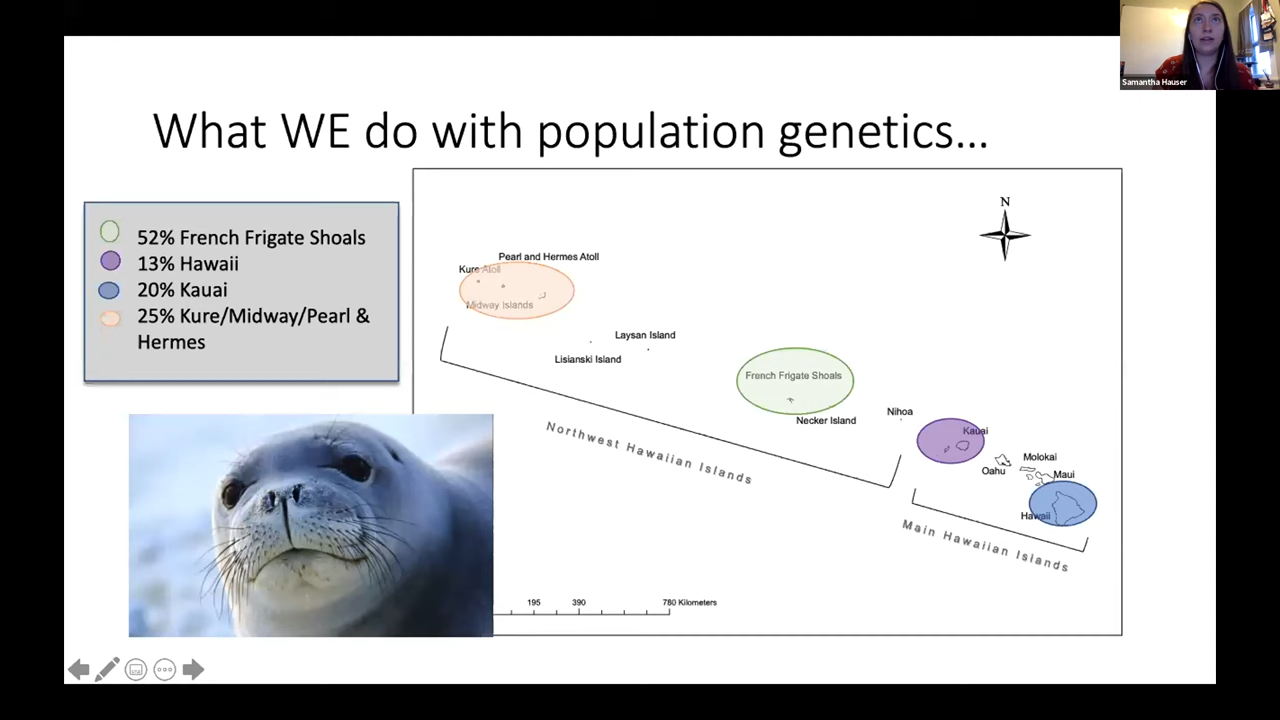 Samantha Hauser
What WE do with population genetics...
52% French Frigate Shoals
13% Hawaii
20% Kauai
25% Kure/Midway/Pearl &
Hermes
N
Pearl and Hermes Atoll
Kure Atoll
Midway Islands
Laysan Island
Lisianski Island
French Frigate Shoals
Necker Island
Nihoa
Kauai
Oahu
Molokai
Maui
Hawaii
Northwest Hawaiian Islands
Main Hawaiian Islands
195 390 780 Kilometers